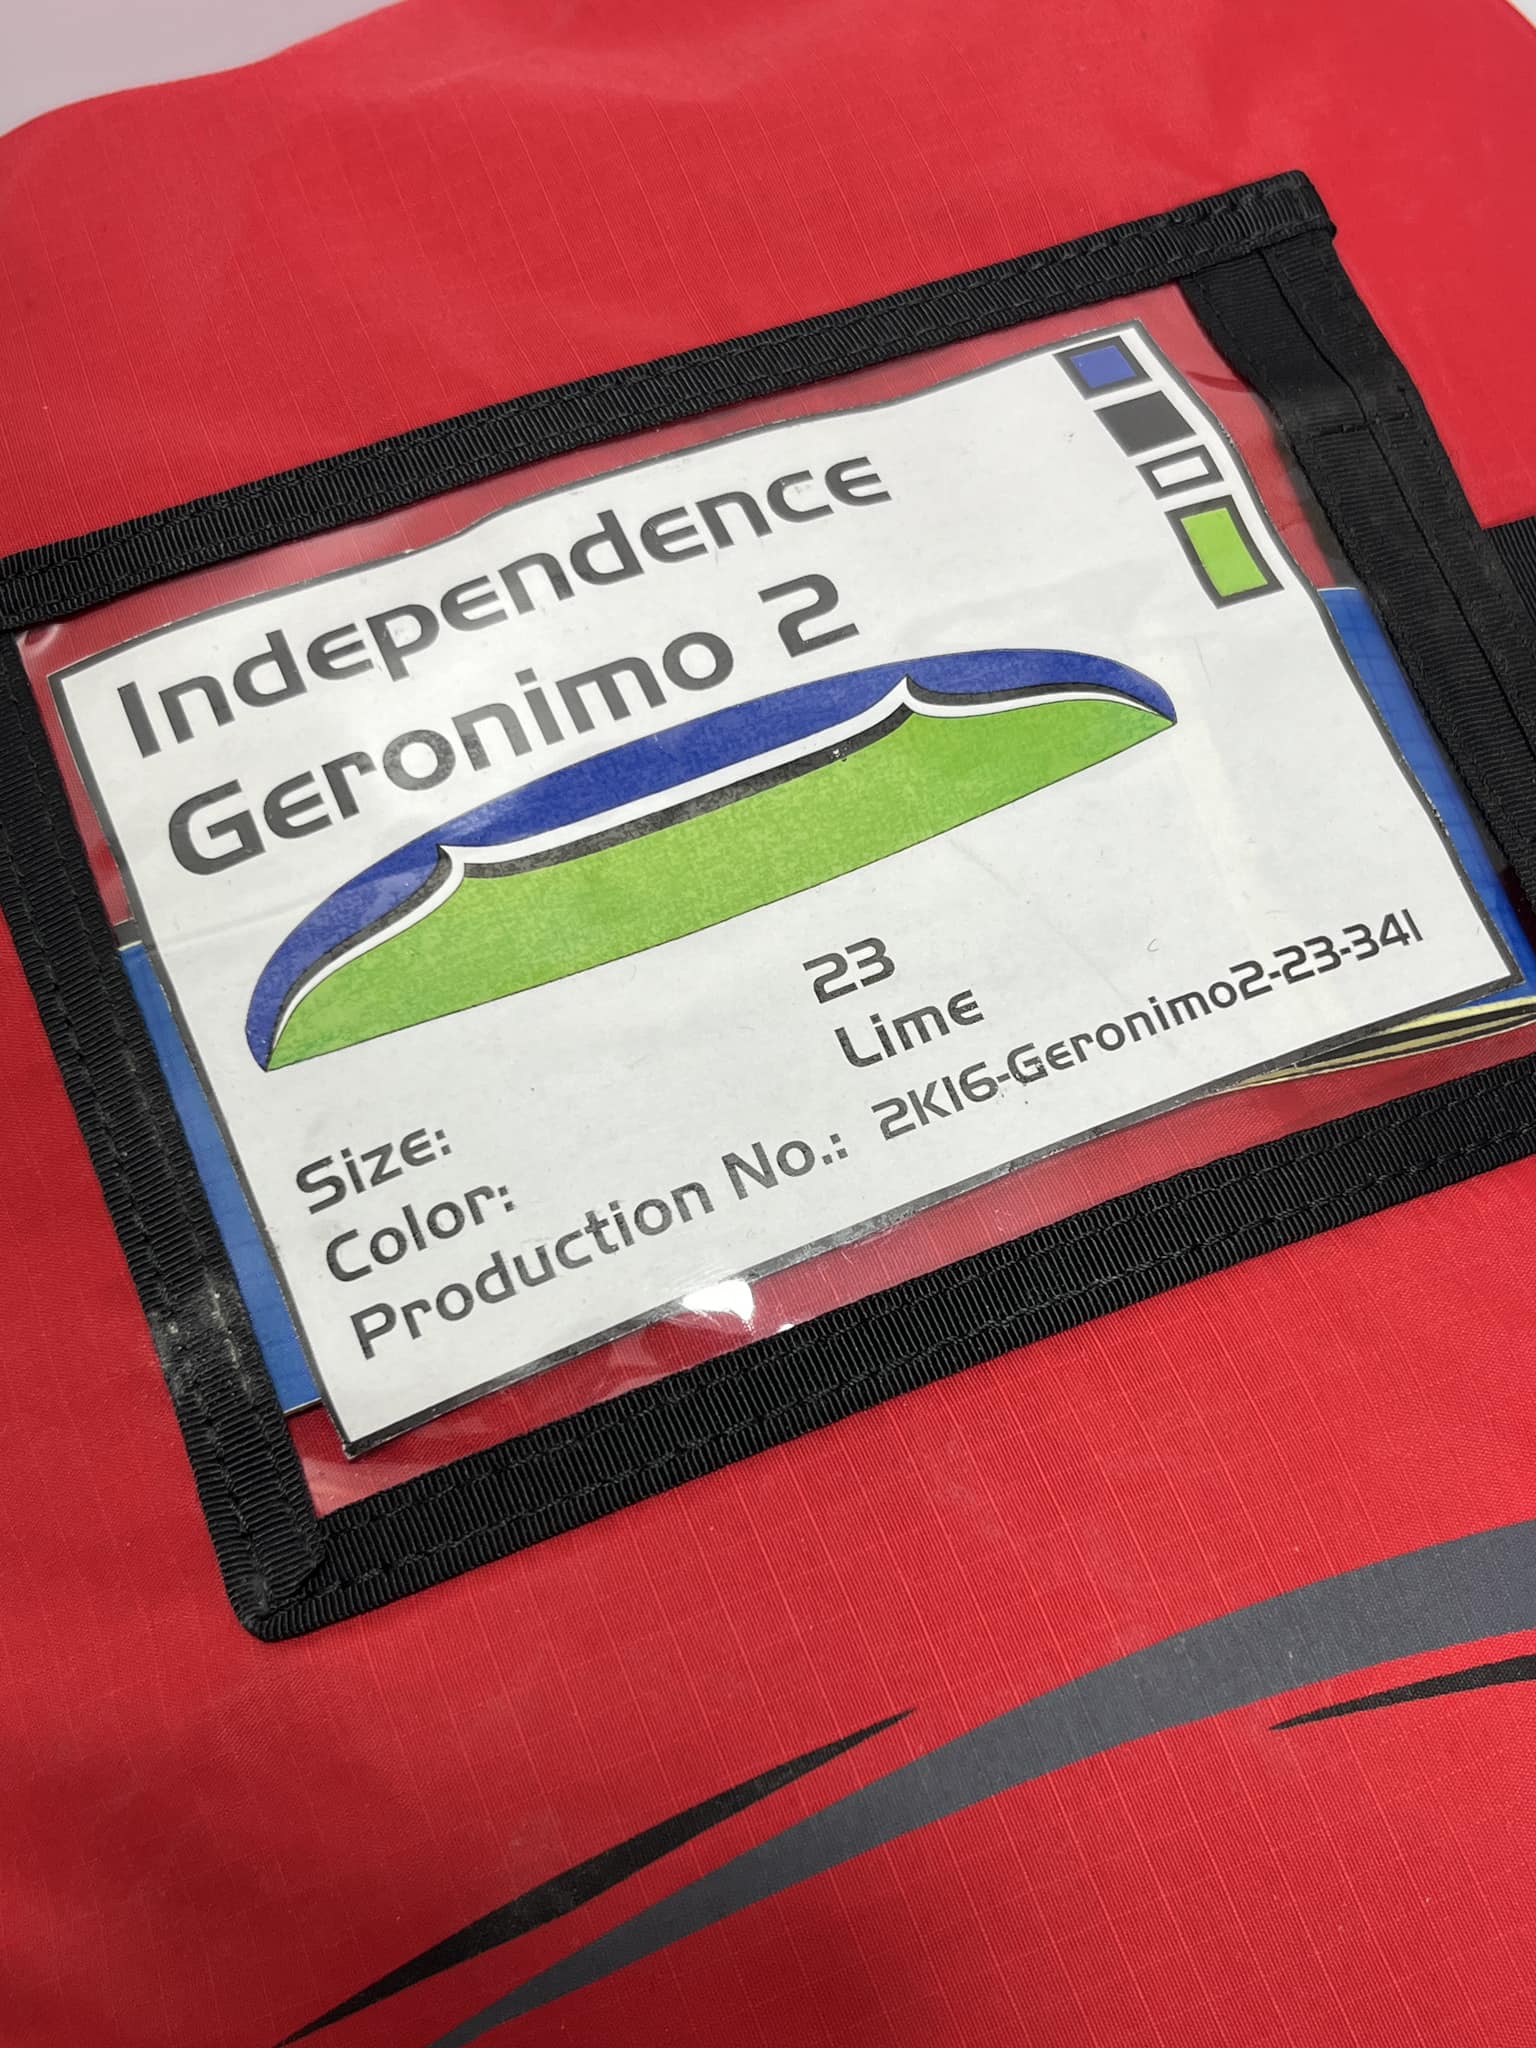 Independence
Geronimo 2
Size: 23
Color: Lime
Production No.: 2K16-Geronimo2-23-341